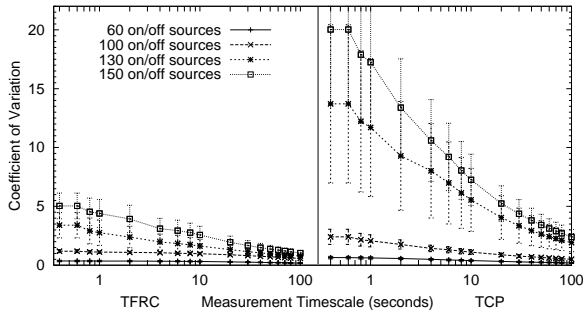 60 on/off sources
100 on/off sources
130 on/off sources
150 on/off sources
Coefficient of Variation
20
15
10
5
0
1 10 100 1 10 100
TFRC Measurement Timescale (seconds) TCP